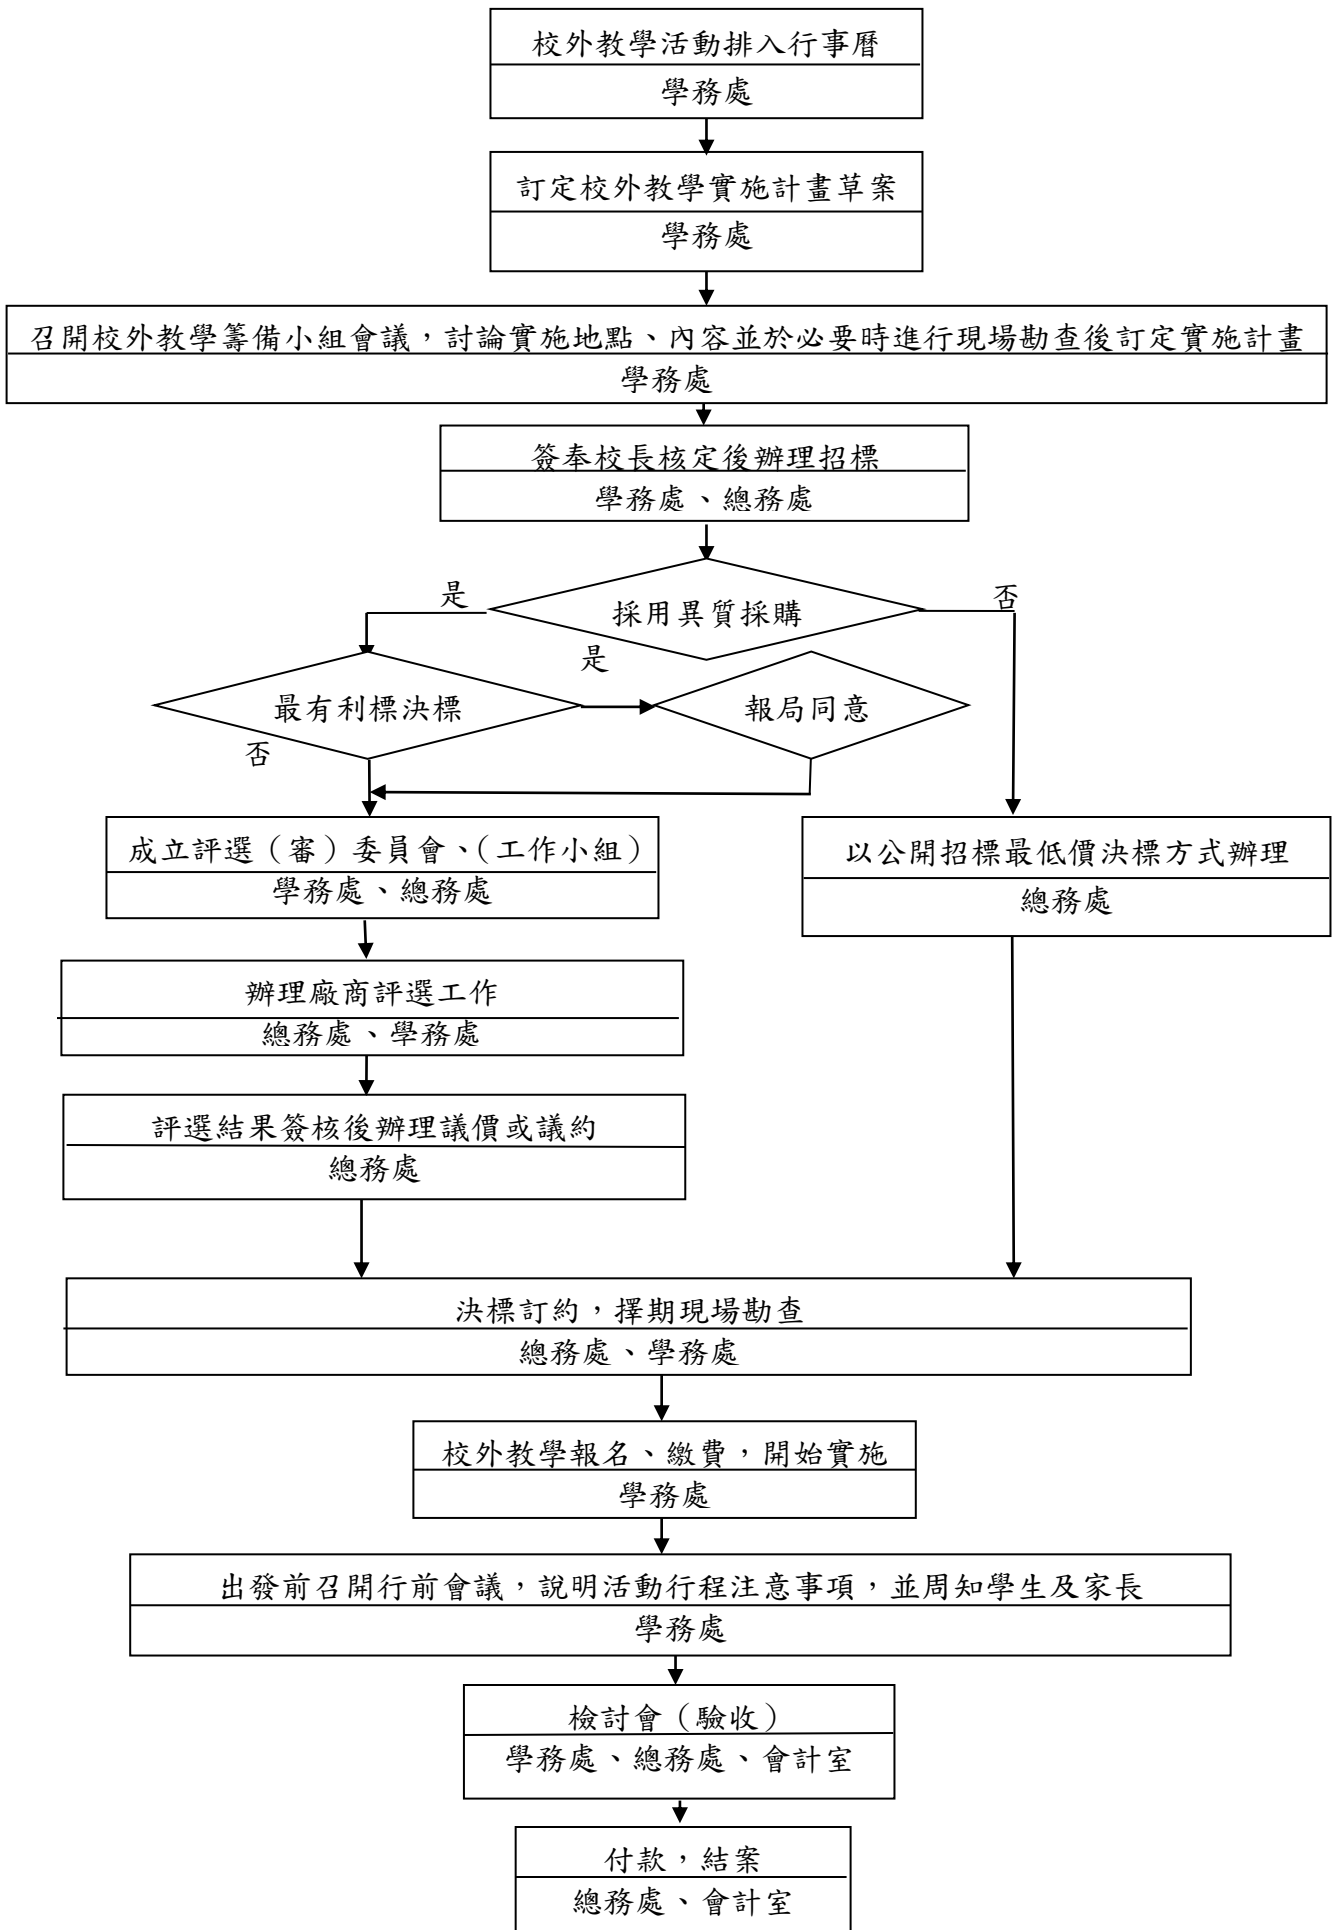 校外教學活動排入行事曆
學務處
訂定校外教學實施計畫草案
學務處
召開校外教學籌備小組會議，討論實施地點、內容並於必要時進行現場勘查後訂定實施計畫
學務處
簽奉校長核定後辦理招標
學務處、總務處
是
採用異質採購
否
是
最有利標決標
報局同意
否
成立評選（審）委員會、(工作小組）
學務處、總務處
以公開招標最低價決標方式辦理
總務處
辦理廠商評選工作
總務處、學務處
評選結果簽核後辦理議價或議約
總務處
決標訂約，擇期現場勘查
總務處、學務處
校外教學報名、繳費，開始實施
學務處
出發前召開行前會議，說明活動行程注意事項，並周知學生及家長
學務處
檢討會（驗收）
學務處、總務處、會計室
付款，結案
總務處、會計室